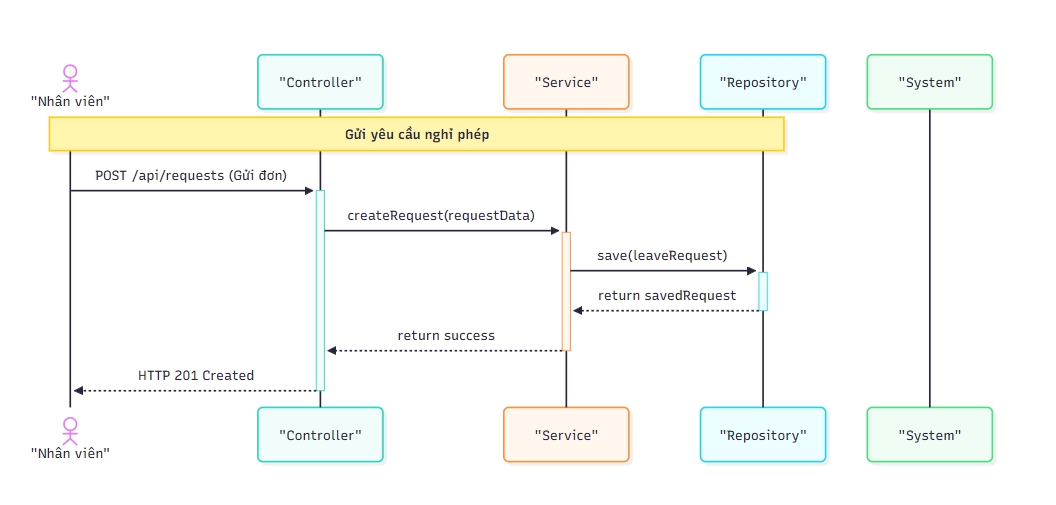 "Nhân viên"
"Controller"
"Service"
"Repository"
"System"
Gửi yêu cầu nghỉ phép
POST /api/requests (Gửi đơn)
createRequest(requestData)
save(leaveRequest)
return savedRequest
return success
HTTP 201 Created
"Nhân viên"
"Controller"
"Service"
"Repository"
"System"